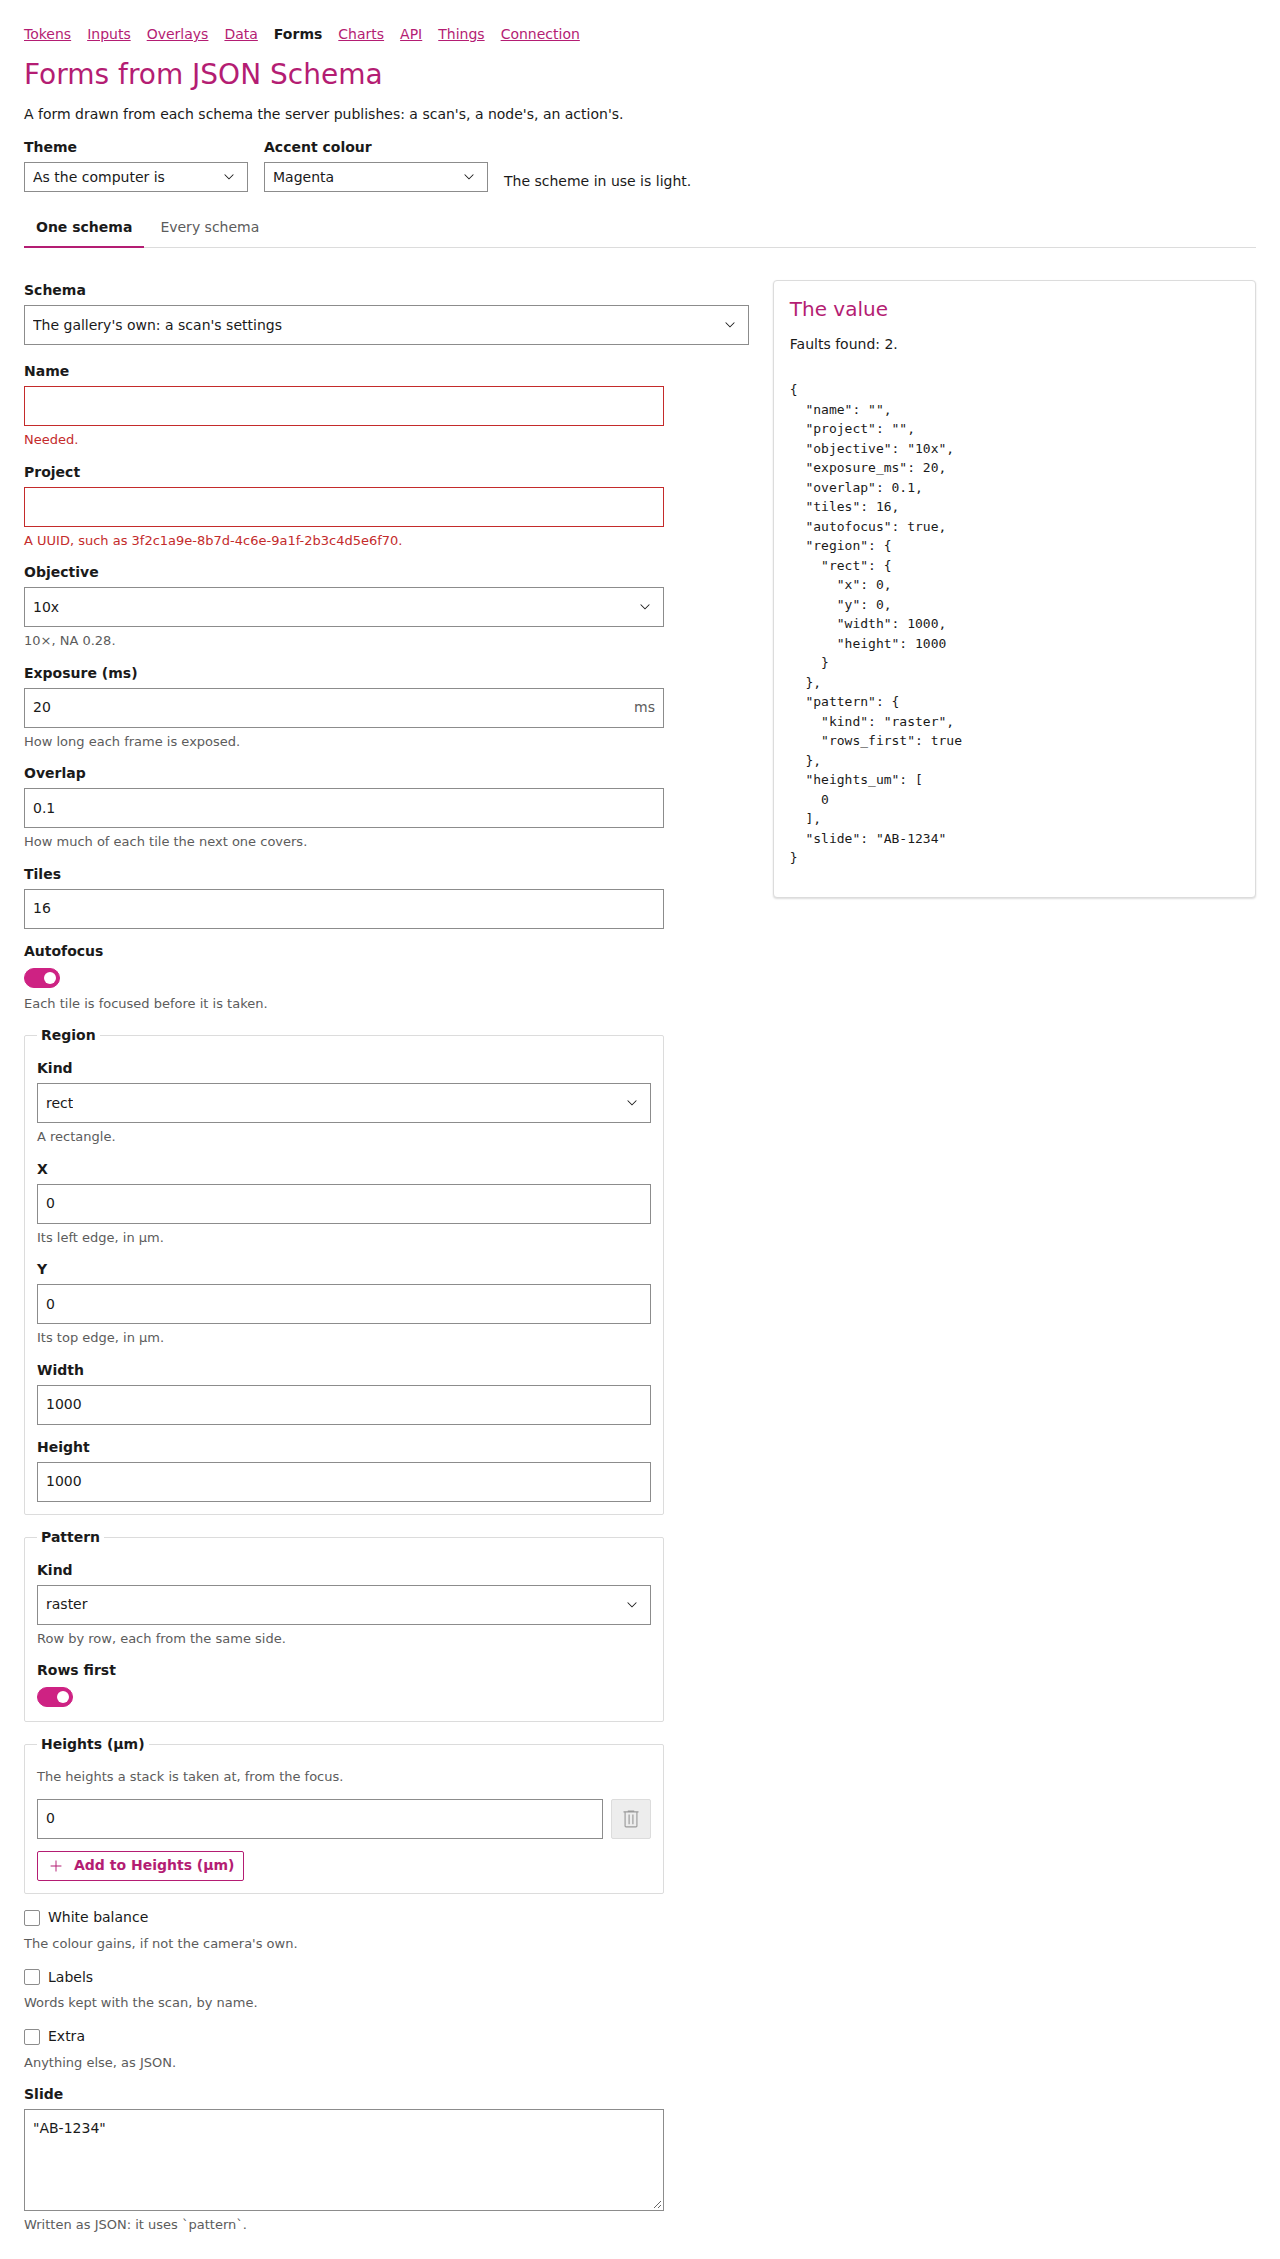 Tokens Inputs Overlays Data Forms Charts API Things Connection
Forms from JSON Schema
A form drawn from each schema the server publishes: a scan's, a node's, an action's.
Theme
As the computer is
Accent colour
Magenta
The scheme in use is light.
One schema Every schema
Schema
The gallery's own: a scan's settings
Name
Needed.
Project
A UUID, such as 3f2c1a9e-8b7d-4c6e-9a1f-2b3c4d5e6f70.
Objective
10x
10×, NA 0.28.
Exposure (ms)
20 ms
How long each frame is exposed.
Overlap
0.1
How much of each tile the next one covers.
Tiles
16
Autofocus
Each tile is focused before it is taken.
Region
Kind
rect
A rectangle.
X
0
Its left edge, in µm.
Y
0
Its top edge, in µm.
Width
1000
Height
1000
Pattern
Kind
raster
Row by row, each from the same side.
Rows first
Heights (µm)
The heights a stack is taken at, from the focus.
0
Add to Heights (µm)
White balance
The colour gains, if not the camera's own.
Labels
Words kept with the scan, by name.
Extra
Anything else, as JSON.
Slide
"AB-1234"
Written as JSON: it uses `pattern`.
The value
Faults found: 2.
{
  "name": "",
  "project": "",
  "objective": "10x",
  "exposure_ms": 20,
  "overlap": 0.1,
  "tiles": 16,
  "autofocus": true,
  "region": {
    "rect": {
      "x": 0,
      "y": 0,
      "width": 1000,
      "height": 1000
    }
  },
  "pattern": {
    "kind": "raster",
    "rows_first": true
  },
  "heights_um": [
    0
  ],
  "slide": "AB-1234"
}